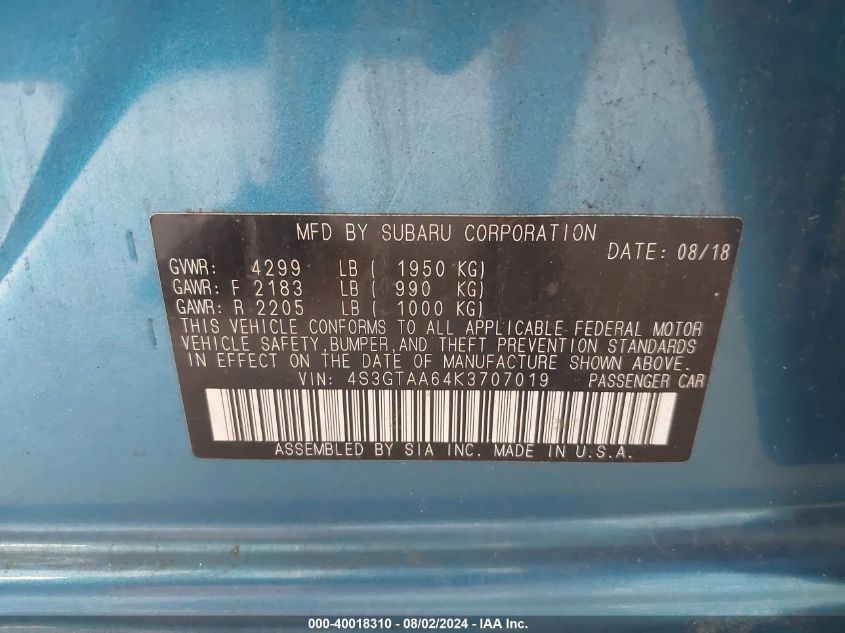 MFD BY SUBARU CORPORATION
DATE: 08/18
GVWR: 4299 LB ( 1950 KG)
GAWR: F 2183 LB ( 990 KG)
GAWR: R 2205 LB ( 1000 KG)
THIS VEHICLE CONFORMS TO ALL APPLICABLE FEDERAL MOTOR
VEHICLE SAFETY, BUMPER, AND THEFT PREVENTION STANDARDS
IN EFFECT ON THE DATE OF MANUFACTURE SHOWN ABOVE.
VIN: 4S3GTAA64K3707019 PASSENGER CAR
ASSEMBLED BY SIA INC. MADE IN U.S.A.
000-40018310 - 08/02/2024 - IAA Inc.